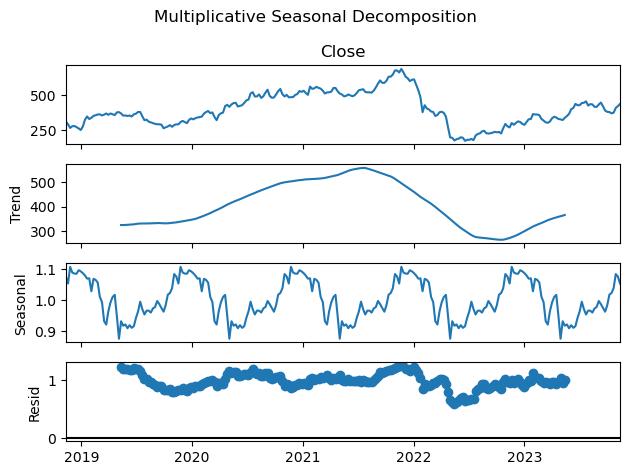 Multiplicative Seasonal Decomposition
Close
500
250
Trend
500
400
300
Seasonal
1.1
1.0
0.9
Resid
1
0
2019 2020 2021 2022 2023